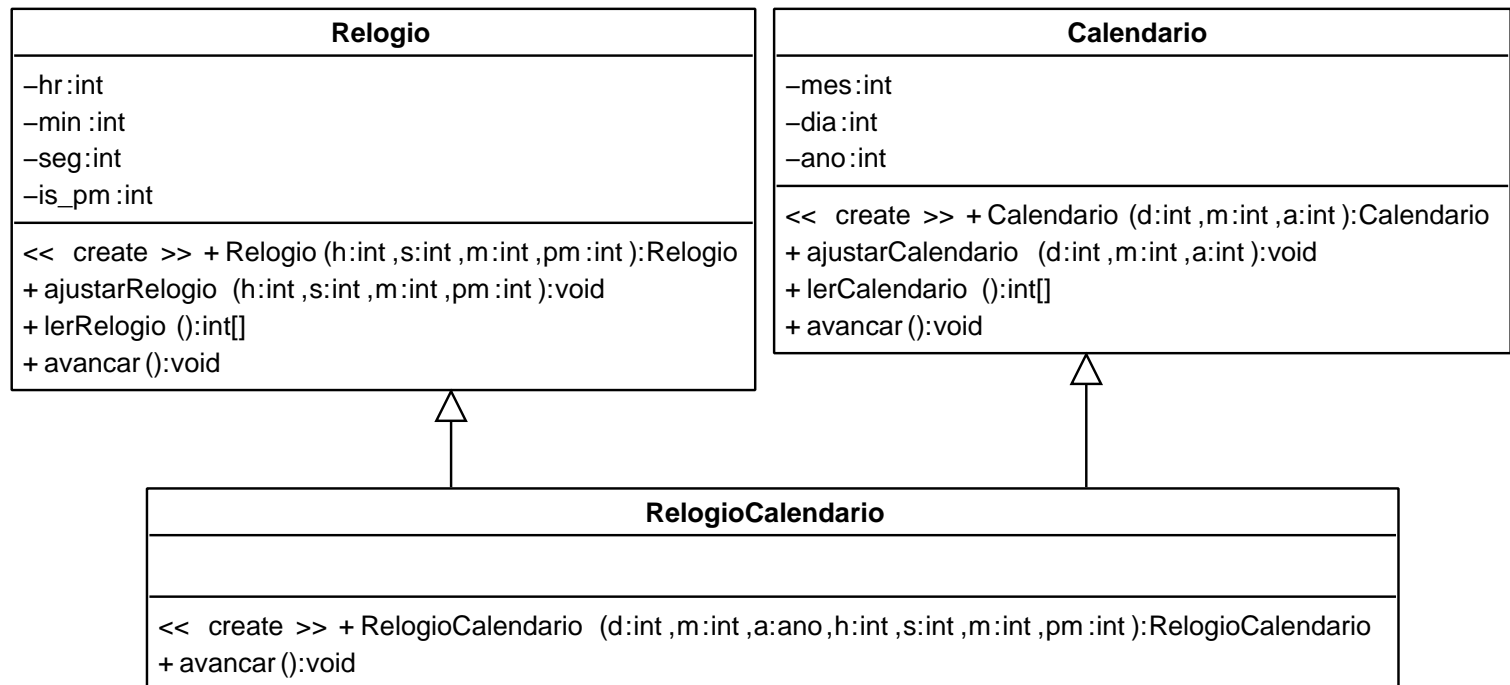 Relogio
–hr:int
–min :int
–seg:int
–is_pm :int
<< create >> + Relogio (h:int ,s:int ,m:int ,pm :int ):Relogio
+ ajustarRelogio (h:int ,s:int ,m:int ,pm :int ):void
+ lerRelogio ():int[]
+ avancar ():void
Calendario
–mes:int
–dia:int
–ano:int
<< create >> + Calendario (d:int ,m:int ,a:int ):Calendario
+ ajustarCalendario (d:int ,m:int ,a:int ):void
+ lerCalendario ():int[]
+ avancar ():void
RelogioCalendario
<< create >> + RelogioCalendario (d:int ,m:int ,a:ano ,h:int ,s:int ,m:int ,pm :int ):RelogioCalendario
+ avancar ():void